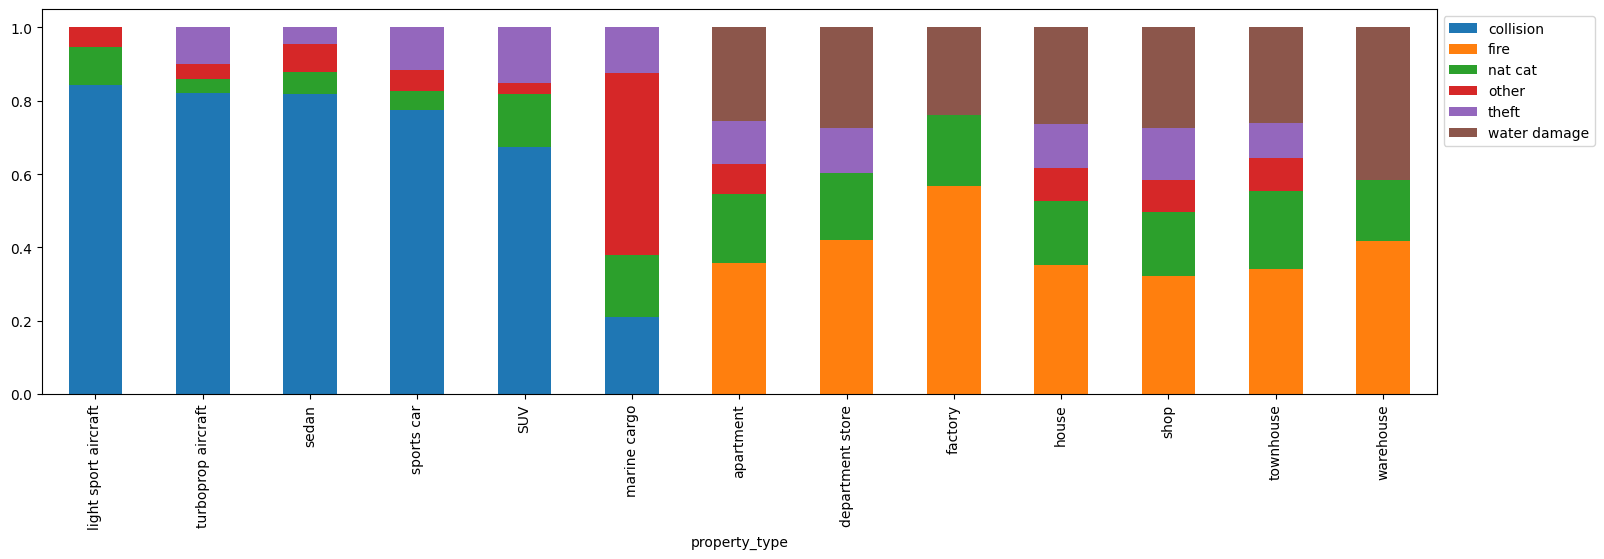 1.0
0.8
0.6
0.4
0.2
0.0
collision
fire
nat cat
other
theft
water damage
light sport aircraft
turboprop aircraft
sedan
sports car
SUV
marine cargo
apartment
department store
factory
house
shop
townhouse
warehouse
property_type